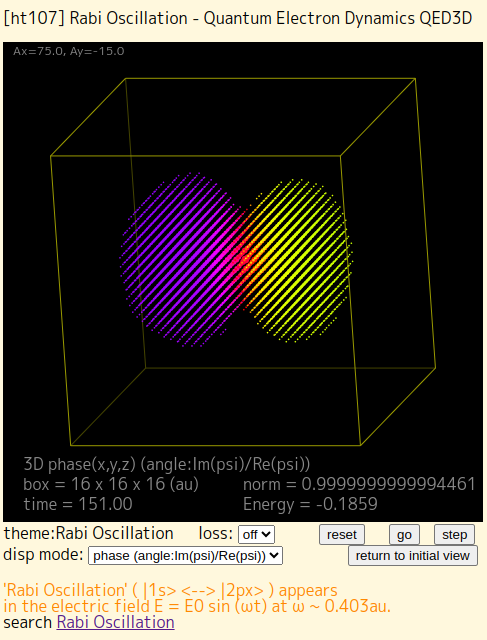 [ht107] Rabi Oscillation - Quantum Electron Dynamics QED3D
Ax=75.0, Ay=-15.0
3D phase(x,y,z) (angle:Im(psi)/Re(psi))
box = 16 x 16 x 16 (au) norm = 0.9999999999994461
time = 151.00 Energy = -0.1859
theme:Rabi Oscillation loss: off reset go step
disp mode: phase (angle:Im(psi)/Re(psi)) return to initial view
'Rabi Oscillation' ( |1s> <--> |2px> ) appears
in the electric field E = E0 sin (ωt) at ω ~ 0.403au.
search Rabi Oscillation